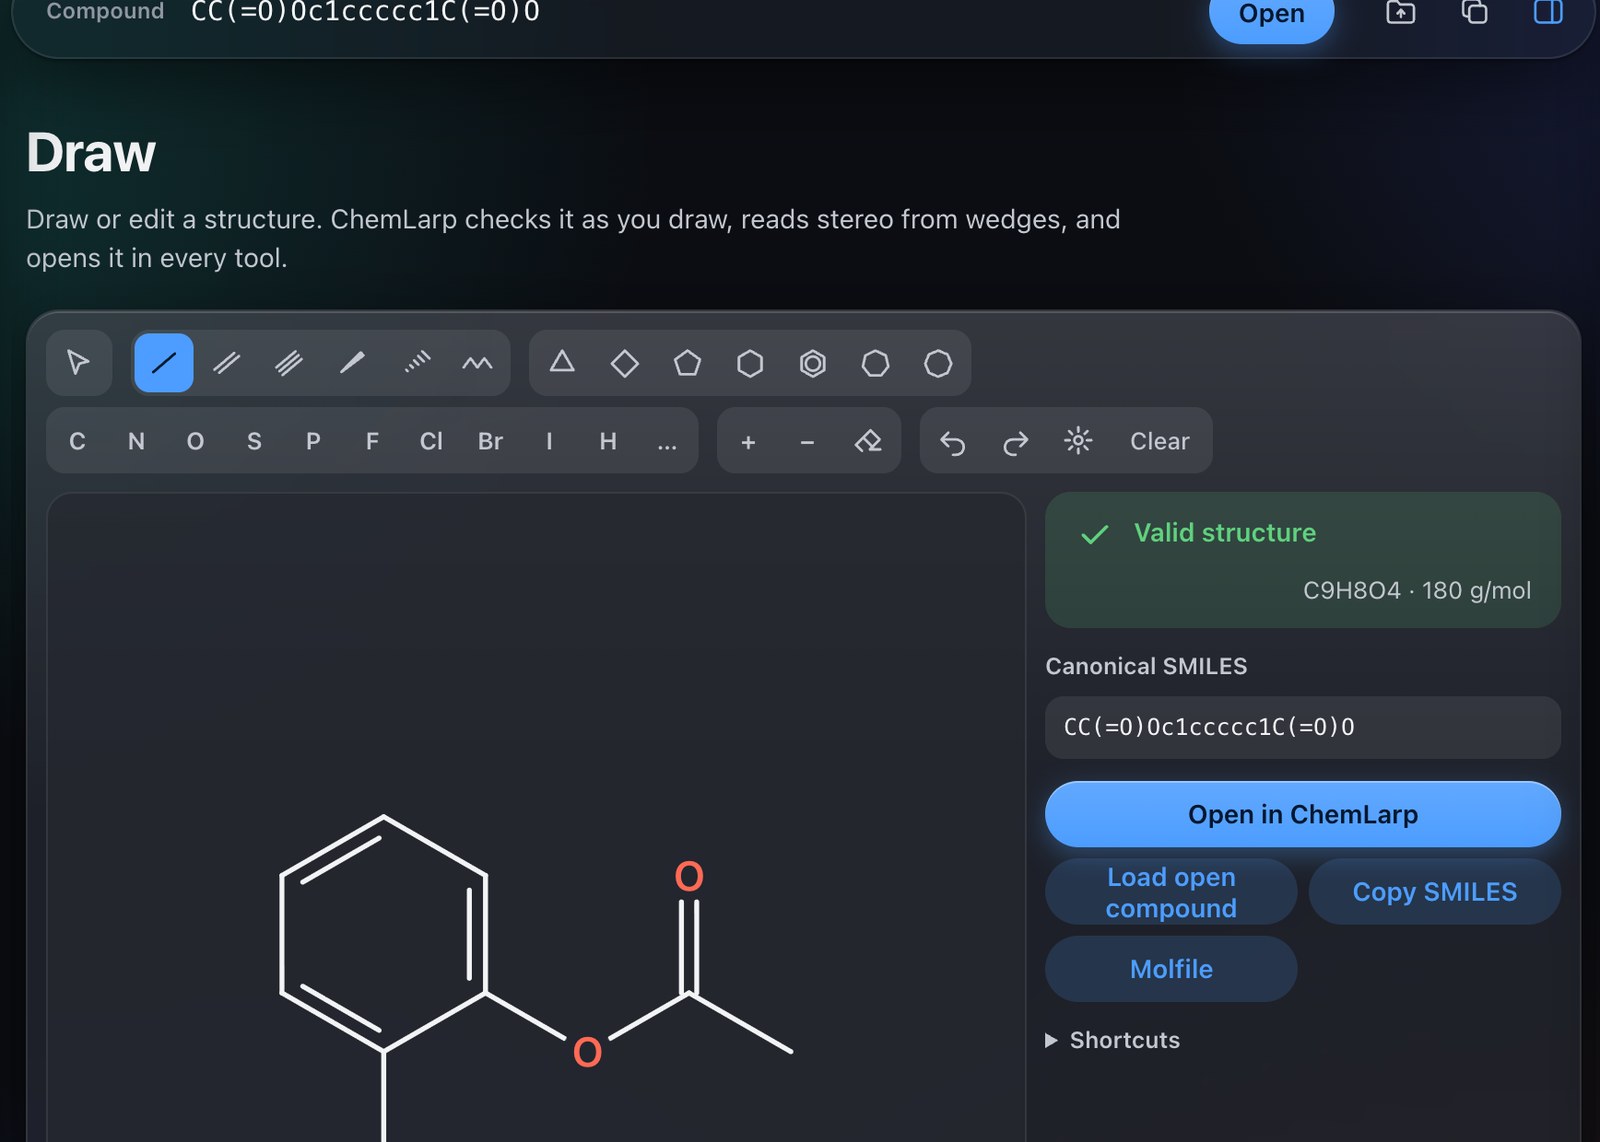 Compound CC(=O)Oc1ccccc1C(=O)O Open
Draw
Draw or edit a structure. ChemLarp checks it as you draw, reads stereo from wedges, and
opens it in every tool.
C N O S P F Cl Br I H ... + − Clear
Valid structure
C9H8O4 · 180 g/mol
Canonical SMILES
CC(=O)Oc1ccccc1C(=O)O
Open in ChemLarp
Load open
compound
Copy SMILES
Molfile
Shortcuts
O
O